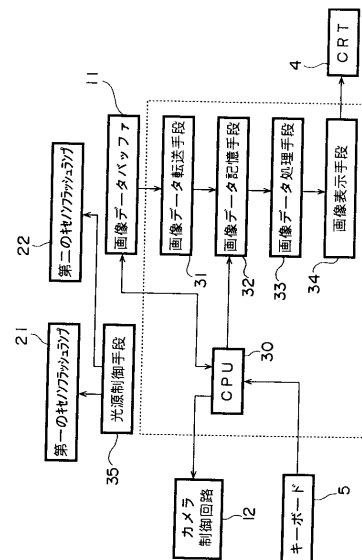 第一のキセノンフラッシュランプ
21
第二のキセノンフラッシュランプ
22
光源制御手段
35
画像データバッファ
11
画像データ転送手段
31
画像データ記憶手段
32
画像データ処理手段
33
画像表示手段
34
CRT
4
CPU
30
カメラ
制御回路
12
キーボード
5